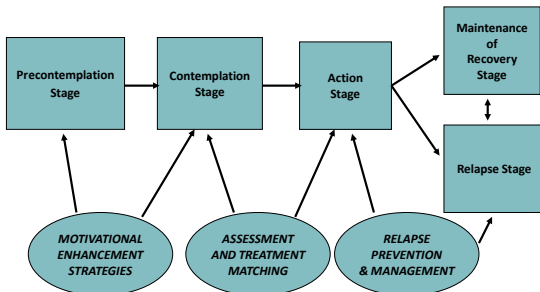 Precontemplation
Stage
Contemplation
Stage
Action
Stage
Maintenance
of
Recovery
Stage
Relapse Stage
MOTIVATIONAL
ENHANCEMENT
STRATEGIES
ASSESSMENT
AND TREATMENT
MATCHING
RELAPSE
PREVENTION
& MANAGEMENT